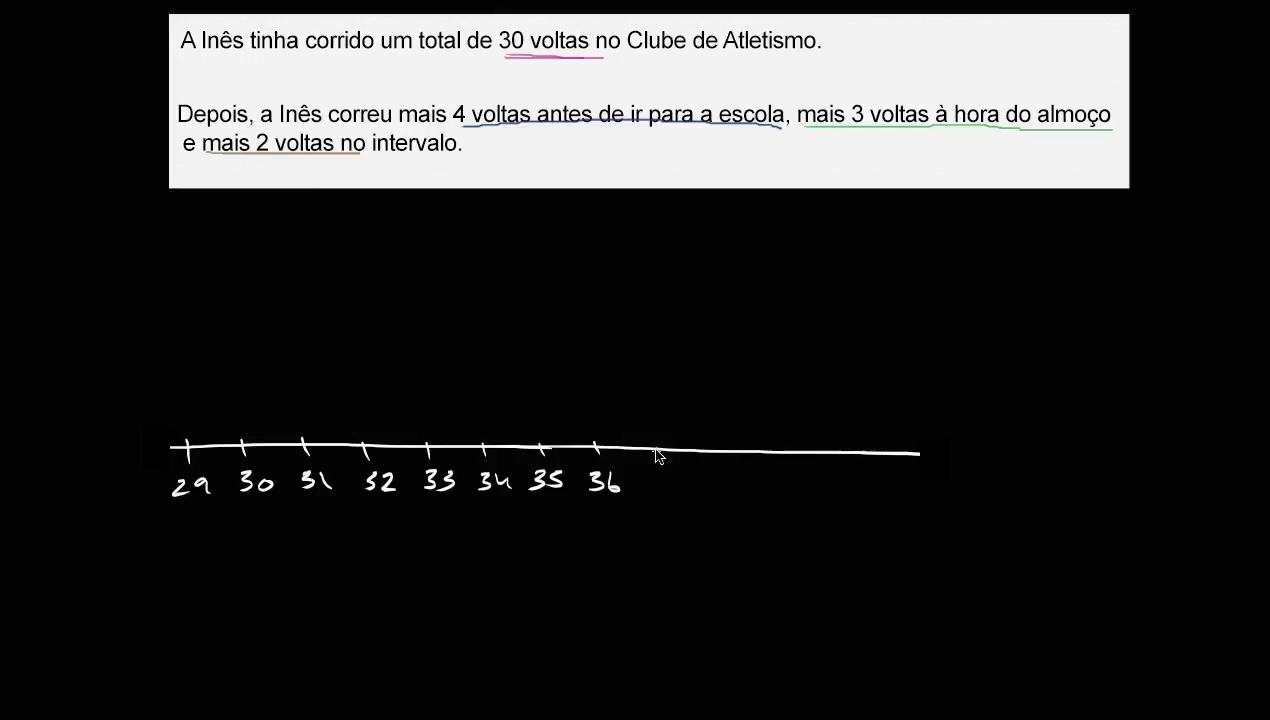 A Inês tinha corrido um total de 30 voltas no Clube de Atletismo.
Depois, a Inês correu mais 4 voltas antes de ir para a escola, mais 3 voltas à hora do almoço
e mais 2 voltas no intervalo.
29 30 31 32 33 34 35 36